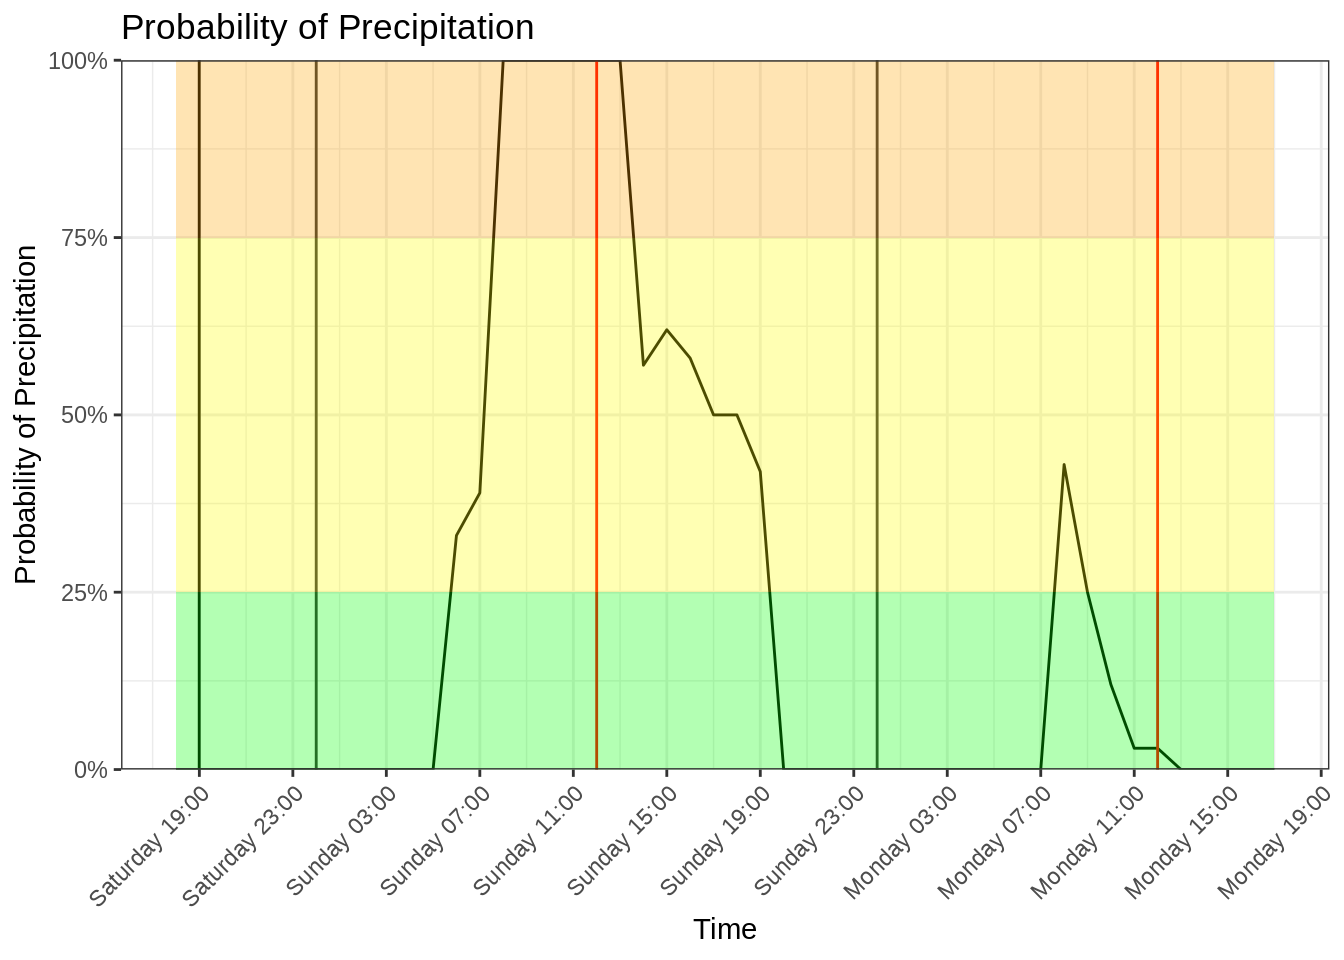 Probability of Precipitation
100%
75%
50%
25%
0%
Probability of Precipitation
Saturday 19:00
Saturday 23:00
Sunday 03:00
Sunday 07:00
Sunday 11:00
Sunday 15:00
Sunday 19:00
Sunday 23:00
Monday 03:00
Monday 07:00
Monday 11:00
Monday 15:00
Monday 19:00
Time